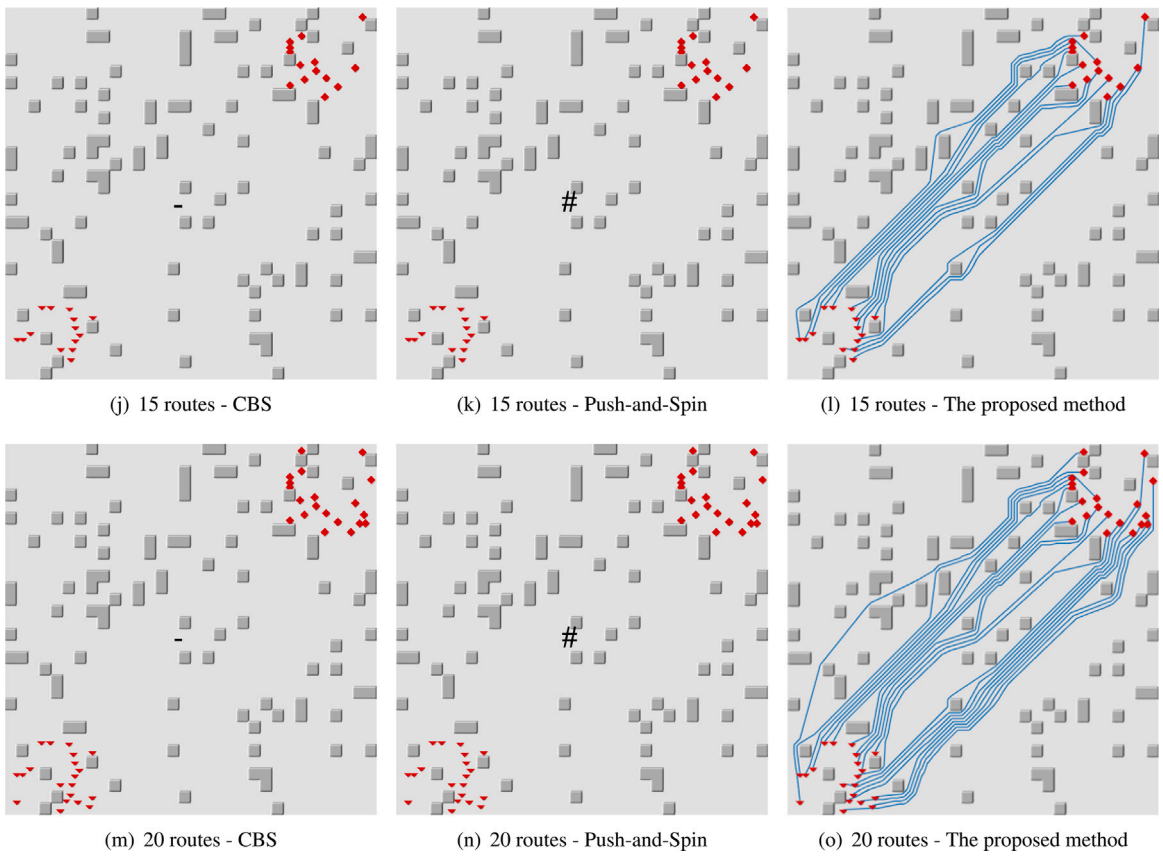 -
#
(j) 15 routes - CBS
(k) 15 routes - Push-and-Spin
(l) 15 routes - The proposed method
-
#
(m) 20 routes - CBS
(n) 20 routes - Push-and-Spin
(o) 20 routes - The proposed method